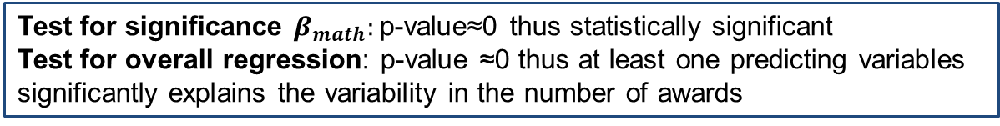 Test for significance β_math: p-value≈0 thus statistically significant
Test for overall regression: p-value ≈0 thus at least one predicting variables
significantly explains the variability in the number of awards